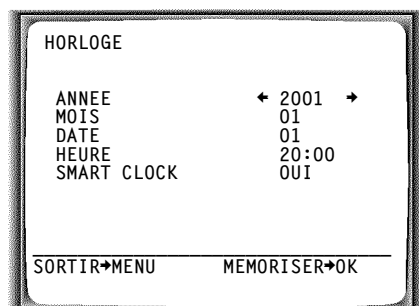 HORLOGE
ANNEE ← 2001 →
MOIS 01
DATE 01
HEURE 20:00
SMART CLOCK OUI
SORTIR→MENU MEMORISER→OK